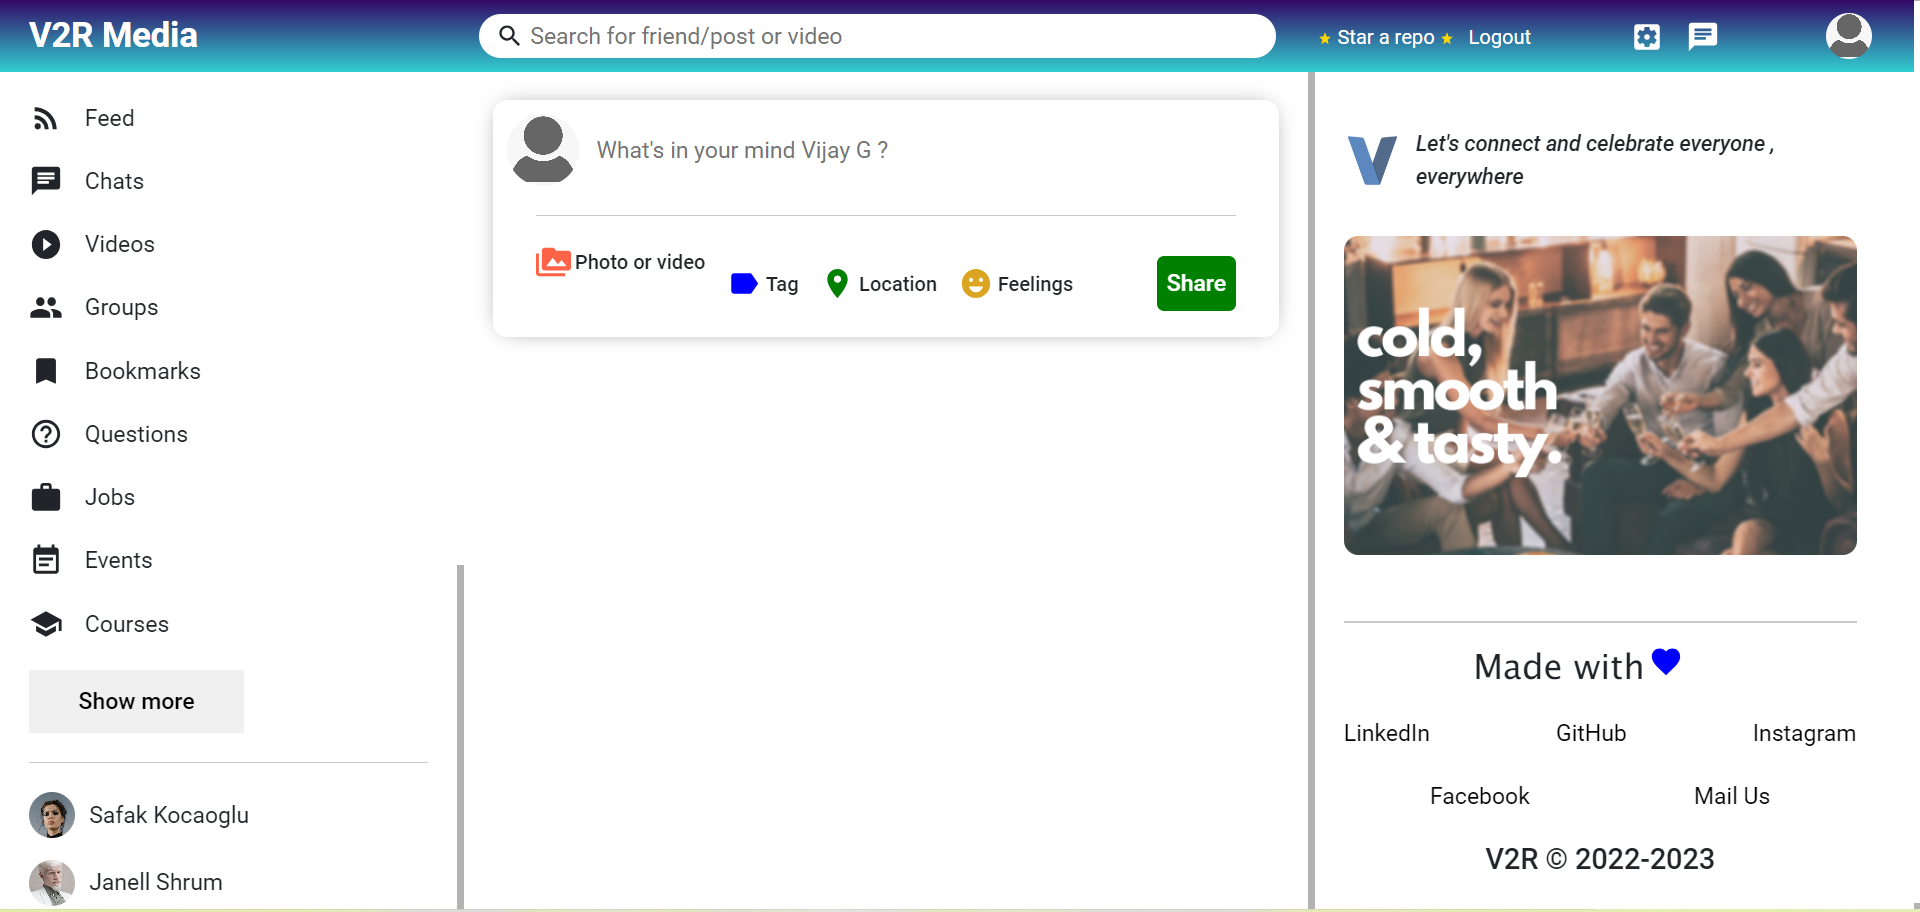 V2R Media
Search for friend/post or video
Star a repo
Logout
Feed
Chats
Videos
Groups
Bookmarks
Questions
Jobs
Events
Courses
Show more
Safak Kocaoglu
Janell Shrum
What's in your mind Vijay G ?
Photo or video
Tag
Location
Feelings
Share
Let's connect and celebrate everyone ,
everywhere
cold,
smooth
& tasty.
Made with
LinkedIn
GitHub
Instagram
Facebook
Mail Us
V2R © 2022-2023